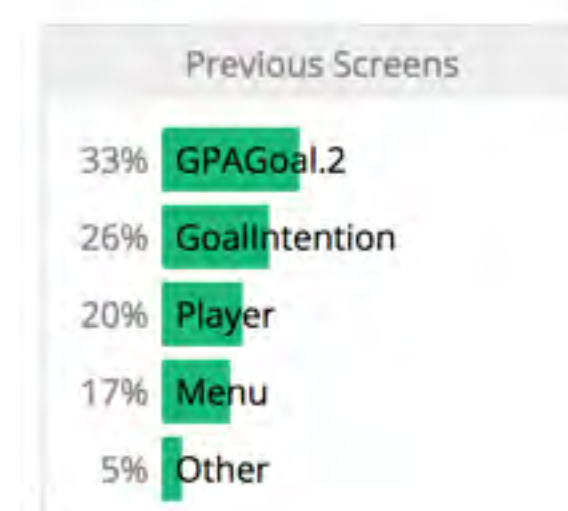 Previous Screens
33% GPAGoal.2
26% GoalIntention
20% Player
17% Menu
5% Other